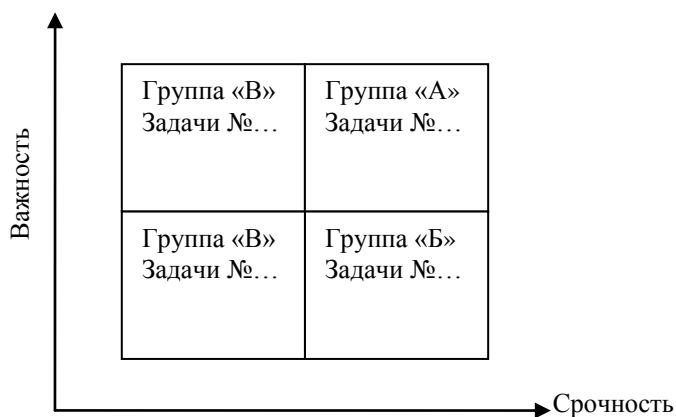 Важность
Группа «В»
Задачи №…
Группа «А»
Задачи №…
Группа «В»
Задачи №…
Группа «Б»
Задачи №…
Срочность